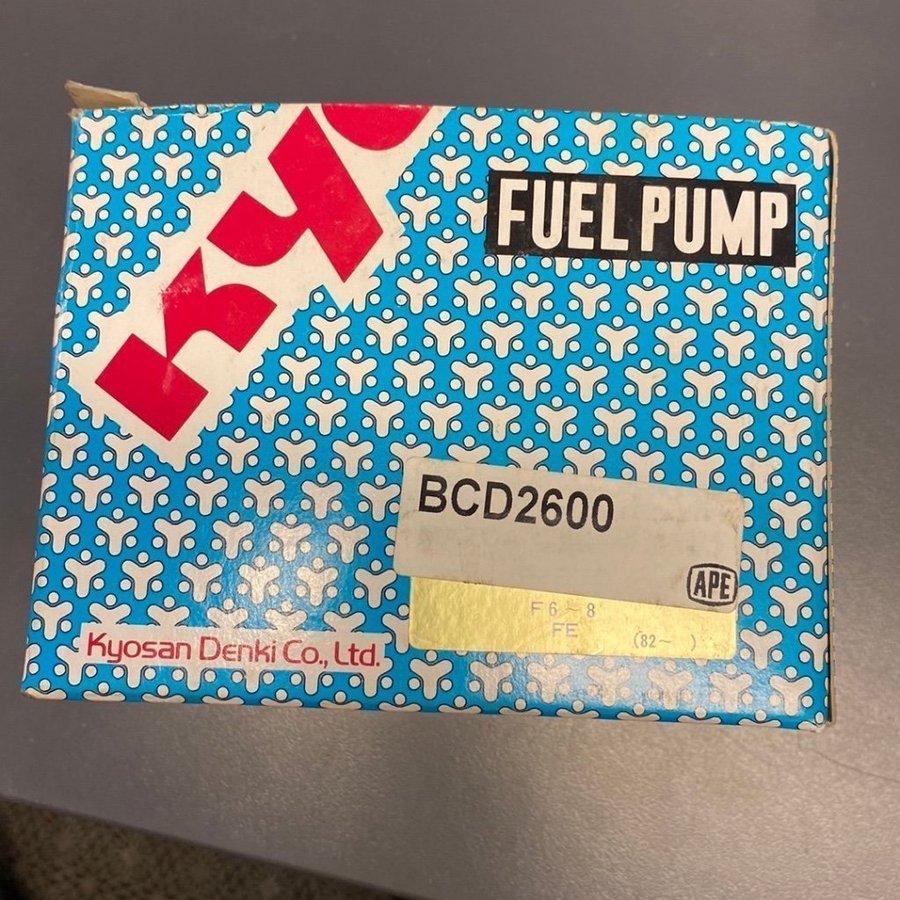 Kyo
FUEL PUMP
BCD2600
APE
F6~8
FE (82~ )
Kyosan Denki Co., Ltd.